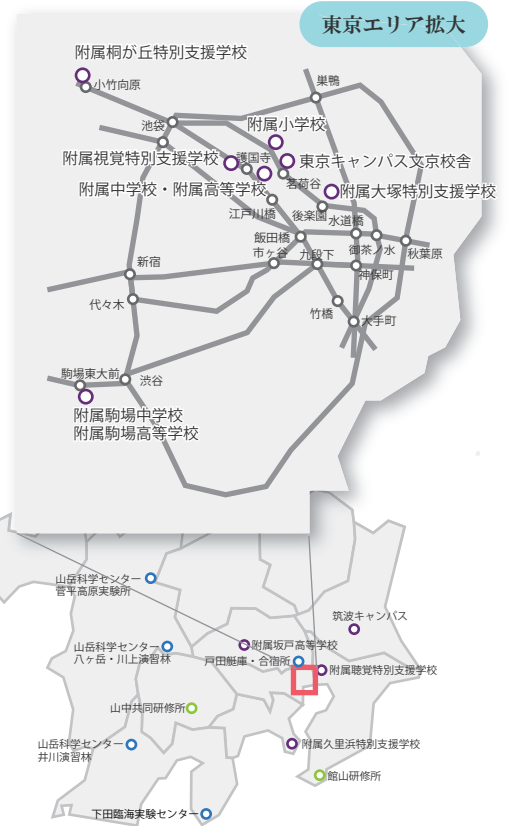 東京エリア拡大
附属桐が丘特別支援学校
小竹向原
巣鴨
池袋
附属小学校
附属視覚特別支援学校
護国寺
東京キャンパス文京校舎
附属中学校・附属高等学校
茗荷谷
附属大塚特別支援学校
江戸川橋
後楽園
水道橋
飯田橋
御茶ノ水
秋葉原
市ヶ谷
九段下
神保町
新宿
代々木
竹橋
大手町
駒場東大前
渋谷
附属駒場中学校
附属駒場高等学校
山岳科学センター
菅平高原実験所
筑波キャンパス
山岳科学センター
八ヶ岳・川上演習林
附属坂戸高等学校
戸田艇庫・合宿所
附属聴覚特別支援学校
山中共同研修所
山岳科学センター
井川演習林
附属久里浜特別支援学校
館山研修所
下田臨海実験センター